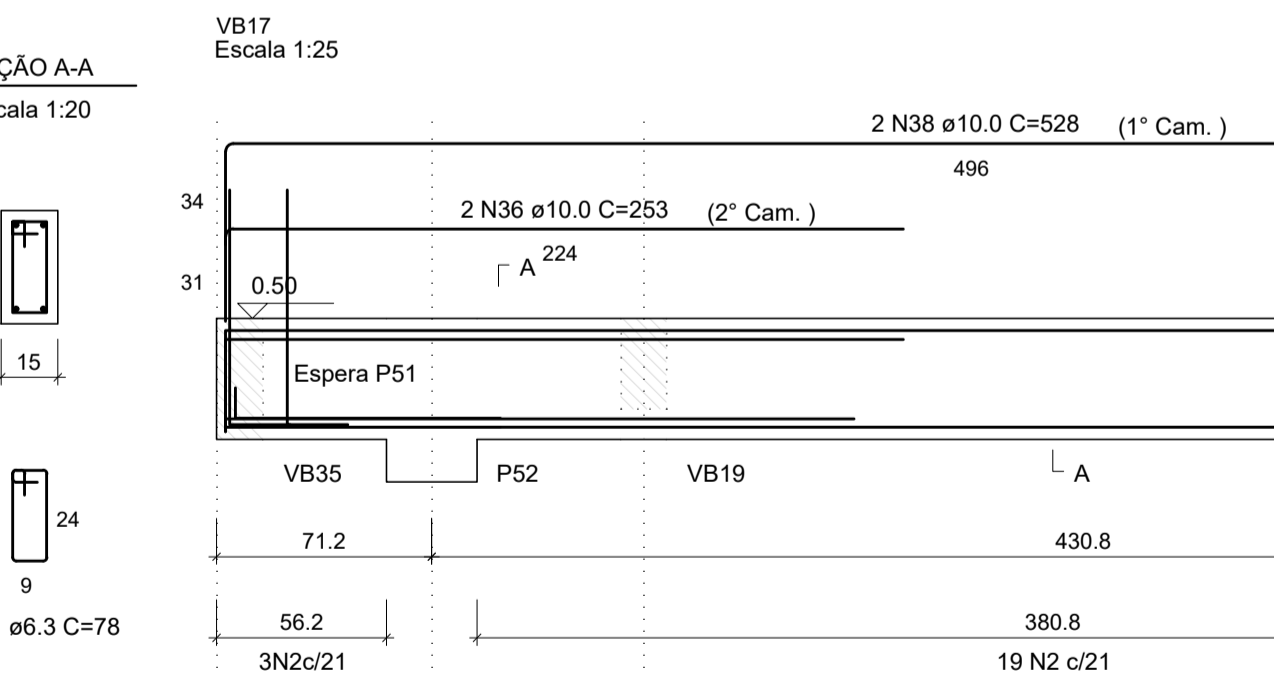 VB17
Escala 1:25
ÇÃO A-A
cala 1:20
2 N38 ø10.0 C=528 (1° Cam. )
496
34
2 N36 ø10.0 C=253 (2° Cam. )
A 224
31
0.50
15
Espera P51
VB35 P52 VB19 A
24
71.2 430.8
9
ø6.3 C=78
56.2 380.8
3N2c/21 19 N2 c/21